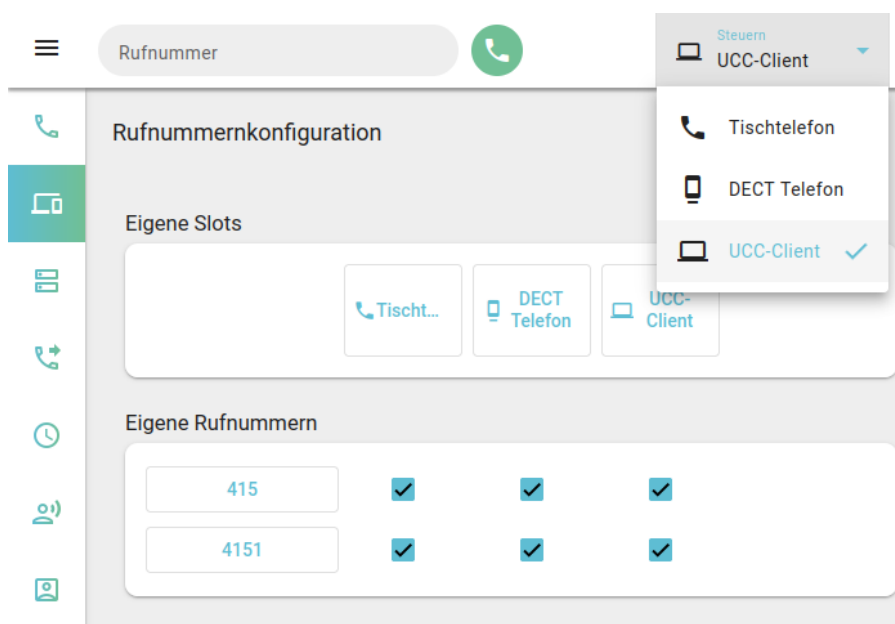 Rufnummer
Steuern
UCC-Client
Tischtelefon
DECT Telefon
UCC-Client
Rufnummernkonfiguration
Eigene Slots
Tischt...
DECT
Telefon
UCC-
Client
Eigene Rufnummern
415
4151